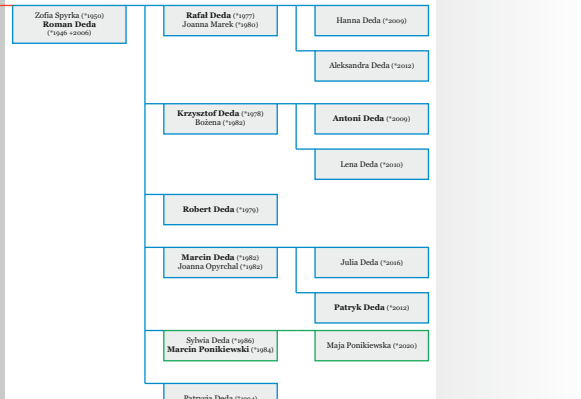 Zofia Spyrka (*1950)
Roman Deda
(*1946 +2006)
Rafał Deda (*1977)
Joanna Marek (*1980)
Hanna Deda (*2009)
Aleksandra Deda (*2012)
Krzysztof Deda (*1978)
Bożena (*1982)
Antoni Deda (*2009)
Lena Deda (*2010)
Robert Deda (*1979)
Marcin Deda (*1982)
Joanna Opyrchał (*1982)
Julia Deda (*2016)
Patryk Deda (*2012)
Sylwia Deda (*1986)
Marcin Ponikiewski (*1984)
Maja Ponikiewska (*2020)
Patrycja Deda